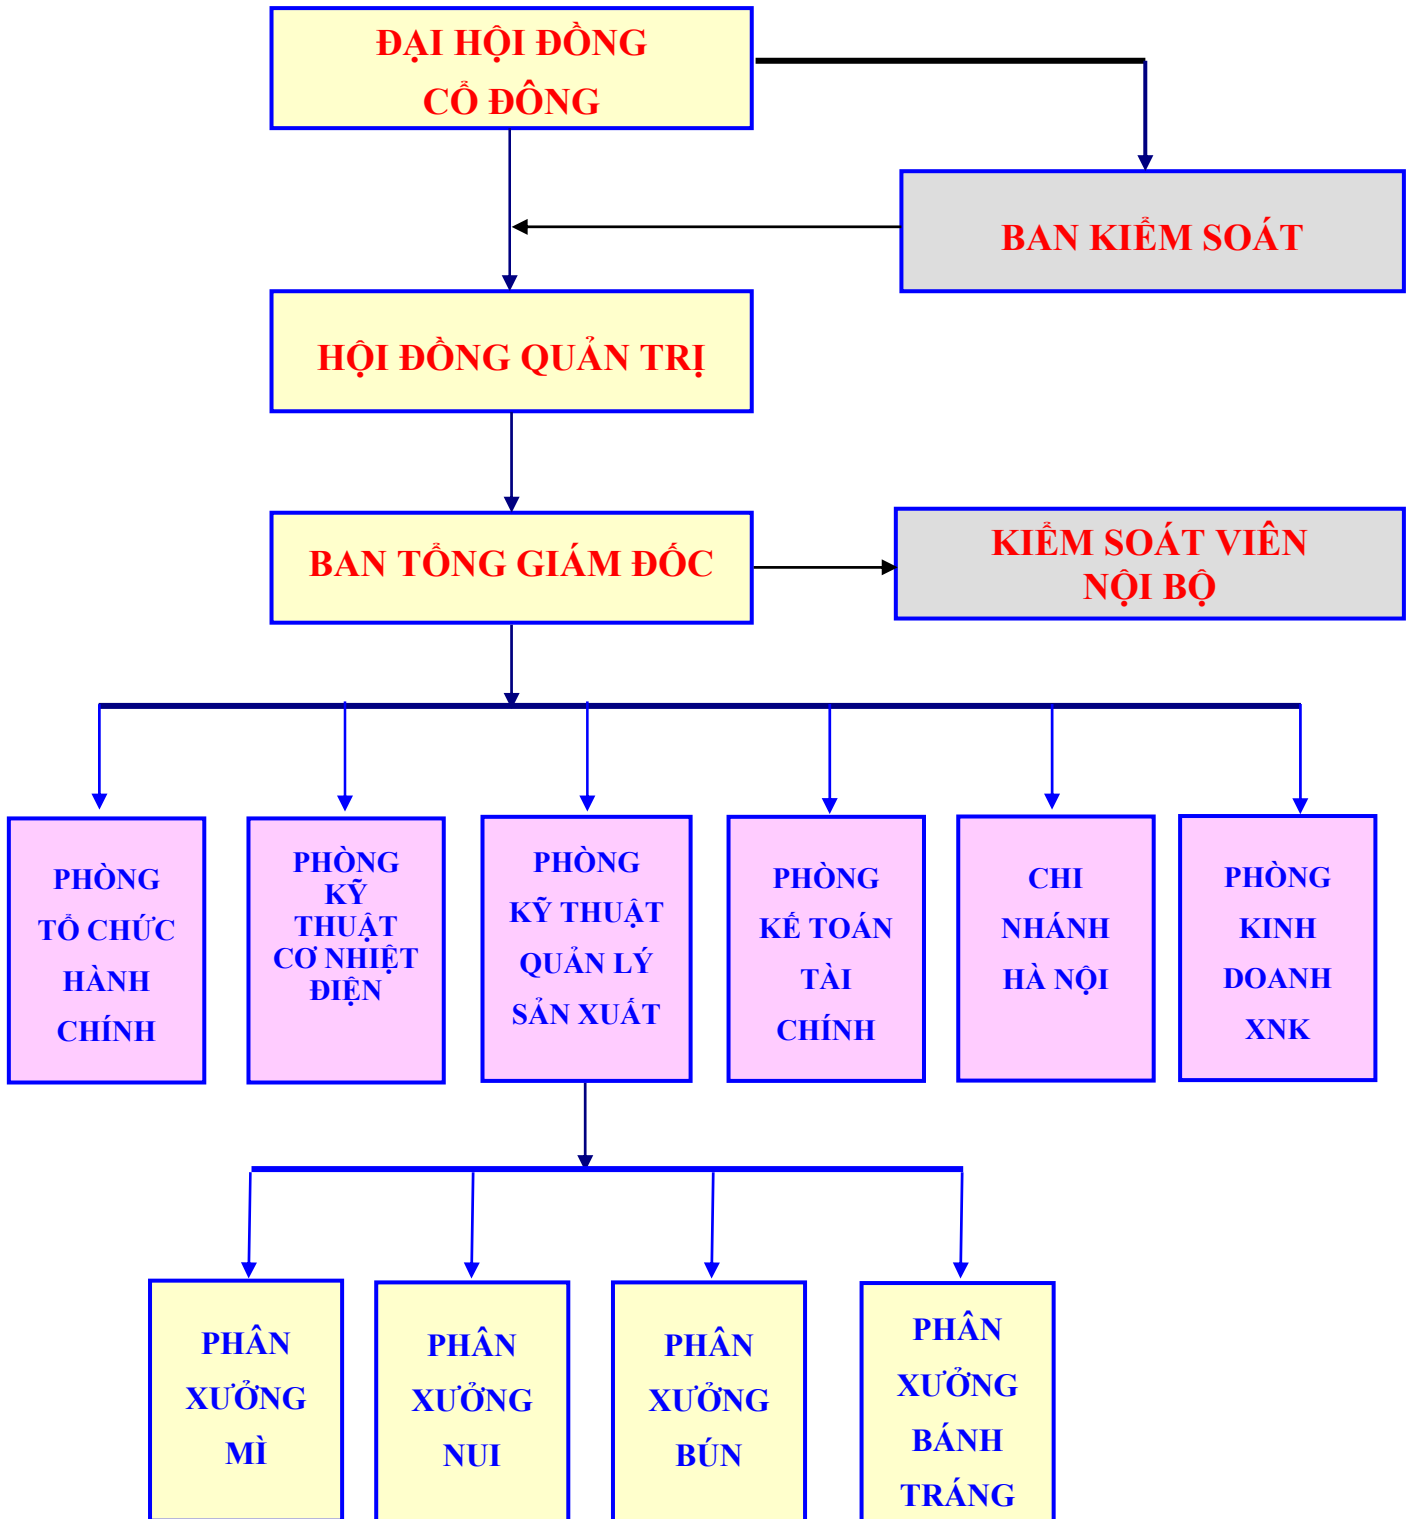 ĐẠI HỘI ĐỒNG
CỔ ĐÔNG
BAN KIỂM SOÁT
HỘI ĐỒNG QUẢN TRỊ
BAN TỔNG GIÁM ĐỐC
KIỂM SOÁT VIÊN
NỘI BỘ
PHÒNG
TỔ CHỨC
HÀNH
CHÍNH
PHÒNG
KỸ
THUẬT
CƠ NHIỆT
ĐIỆN
PHÒNG
KỸ THUẬT
QUẢN LÝ
SẢN XUẤT
PHÒNG
KẾ TOÁN
TÀI
CHÍNH
CHI
NHÁNH
HÀ NỘI
PHÒNG
KINH
DOANH
XNK
PHÂN
XƯỞNG
MÌ
PHÂN
XƯỞNG
NUI
PHÂN
XƯỞNG
BÚN
PHÂN
XƯỞNG
BÁNH
TRÁNG